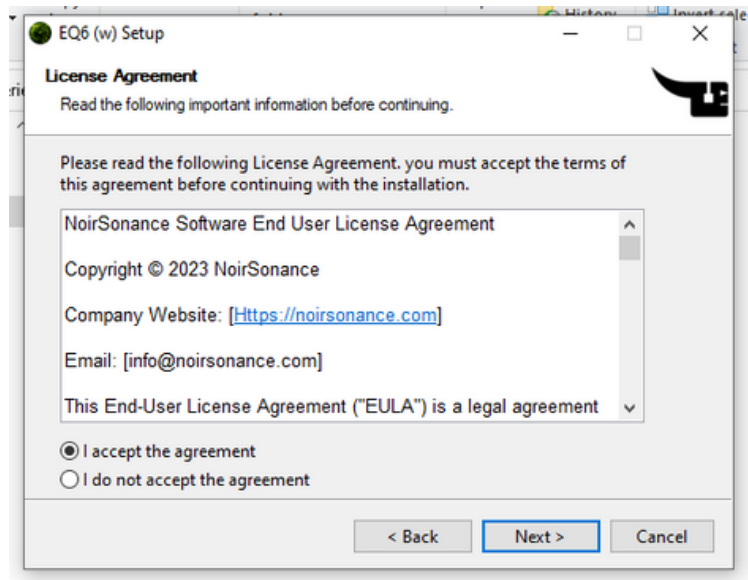 History
EQ6 (w) Setup
License Agreement
Read the following important information before continuing.
Please read the following License Agreement. you must accept the terms of
this agreement before continuing with the installation.
NoirSonance Software End User License Agreement
Copyright © 2023 NoirSonance
Company Website: [Https://noirsonance.com]
Email: [info@noirsonance.com]
This End-User License Agreement ("EULA") is a legal agreement
I accept the agreement
I do not accept the agreement
< Back Next > Cancel